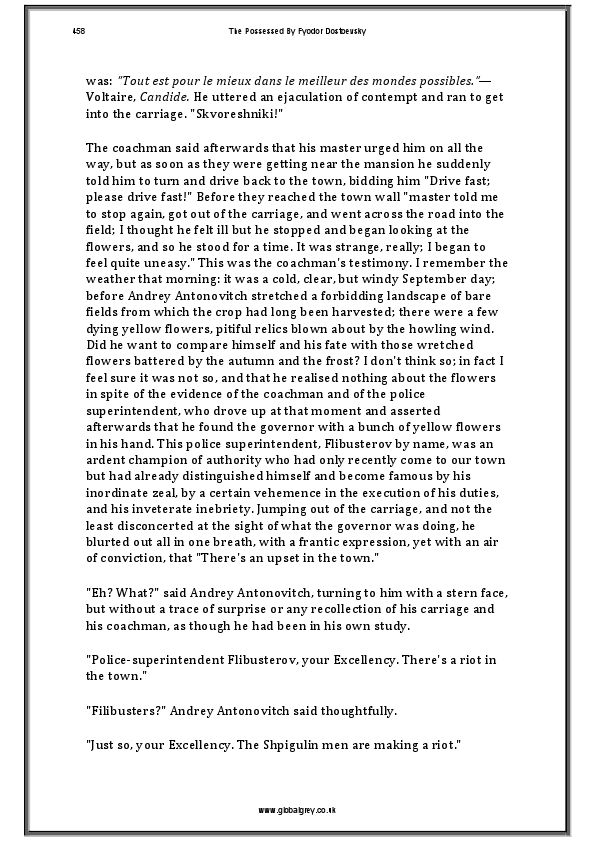 458
The Possessed By Fyodor Dostoevsky
was: "Tout est pour le mieux dans le meilleur des mondes possibles."—
Voltaire, Candide. He uttered an ejaculation of contempt and ran to get
into the carriage. "Skvoreshniki!"
The coachman said afterwards that his master urged him on all the
way, but as soon as they were getting near the mansion he suddenly
told him to turn and drive back to the town, bidding him "Drive fast;
please drive fast!" Before they reached the town wall "master told me
to stop again, got out of the carriage, and went across the road into the
field; I thought he felt ill but he stopped and began looking at the
flowers, and so he stood for a time. It was strange, really; I began to
feel quite uneasy." This was the coachman's testimony. I remember the
weather that morning: it was a cold, clear, but windy September day;
before Andrey Antonovitch stretched a forbidding landscape of bare
fields from which the crop had long been harvested; there were a few
dying yellow flowers, pitiful relics blown about by the howling wind.
Did he want to compare himself and his fate with those wretched
flowers battered by the autumn and the frost? I don't think so; in fact I
feel sure it was not so, and that he realised nothing about the flowers
in spite of the evidence of the coachman and of the police
superintendent, who drove up at that moment and asserted
afterwards that he found the governor with a bunch of yellow flowers
in his hand. This police superintendent, Flibusterov by name, was an
ardent champion of authority who had only recently come to our town
but had already distinguished himself and become famous by his
inordinate zeal, by a certain vehemence in the execution of his duties,
and his inveterate inebriety. Jumping out of the carriage, and not the
least disconcerted at the sight of what the governor was doing, he
blurted out all in one breath, with a frantic expression, yet with an air
of conviction, that "There's an upset in the town."
"Eh? What?" said Andrey Antonovitch, turning to him with a stern face,
but without a trace of surprise or any recollection of his carriage and
his coachman, as though he had been in his own study.
"Police-superintendent Flibusterov, your Excellency. There's a riot in
the town."
"Filibusters?" Andrey Antonovitch said thoughtfully.
"Just so, your Excellency. The Shpigulin men are making a riot."
www.globalgrey.co.uk